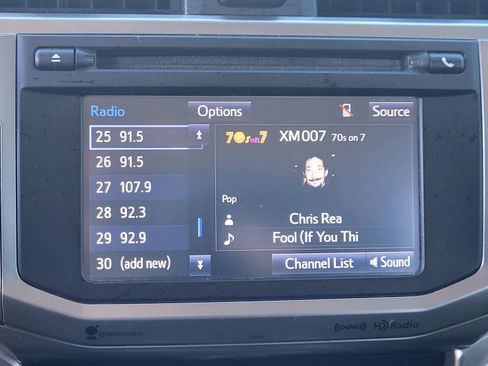 Radio
Options
Source
25 91.5
26 91.5
27 107.9
28 92.3
29 92.9
30 (add new)
70s on 7
XM007 70s on 7
Pop
Chris Rea
Fool (If You Thi
Channel List
Sound
gracenote
((XM))
HD Radio